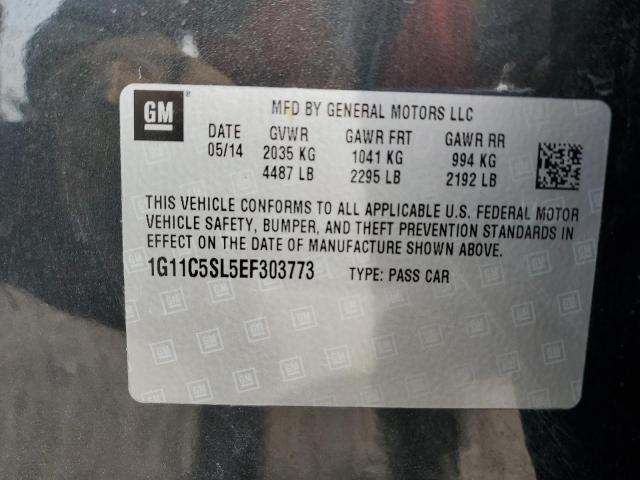 GM
MFD BY GENERAL MOTORS LLC
DATE GVWR GAWR FRT GAWR RR
05/14 2035 KG 1041 KG 994 KG
4487 LB 2295 LB 2192 LB
THIS VEHICLE CONFORMS TO ALL APPLICABLE U.S. FEDERAL MOTOR
VEHICLE SAFETY, BUMPER, AND THEFT PREVENTION STANDARDS IN
EFFECT ON THE DATE OF MANUFACTURE SHOWN ABOVE.
1G11C5SL5EF303773 TYPE: PASS CAR